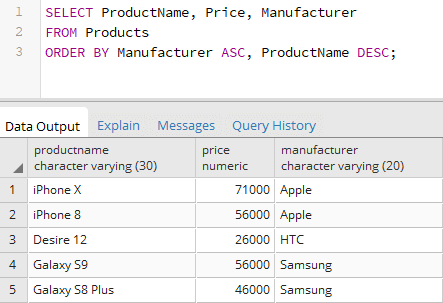 1 SELECT ProductName, Price, Manufacturer
2 FROM Products
3 ORDER BY Manufacturer ASC, ProductName DESC;
Data Output Explain Messages Query History
productname price manufacturer
character varying (30) numeric character varying (20)
1 iPhone X 71000 Apple
2 iPhone 8 56000 Apple
3 Desire 12 26000 HTC
4 Galaxy S9 56000 Samsung
5 Galaxy S8 Plus 46000 Samsung